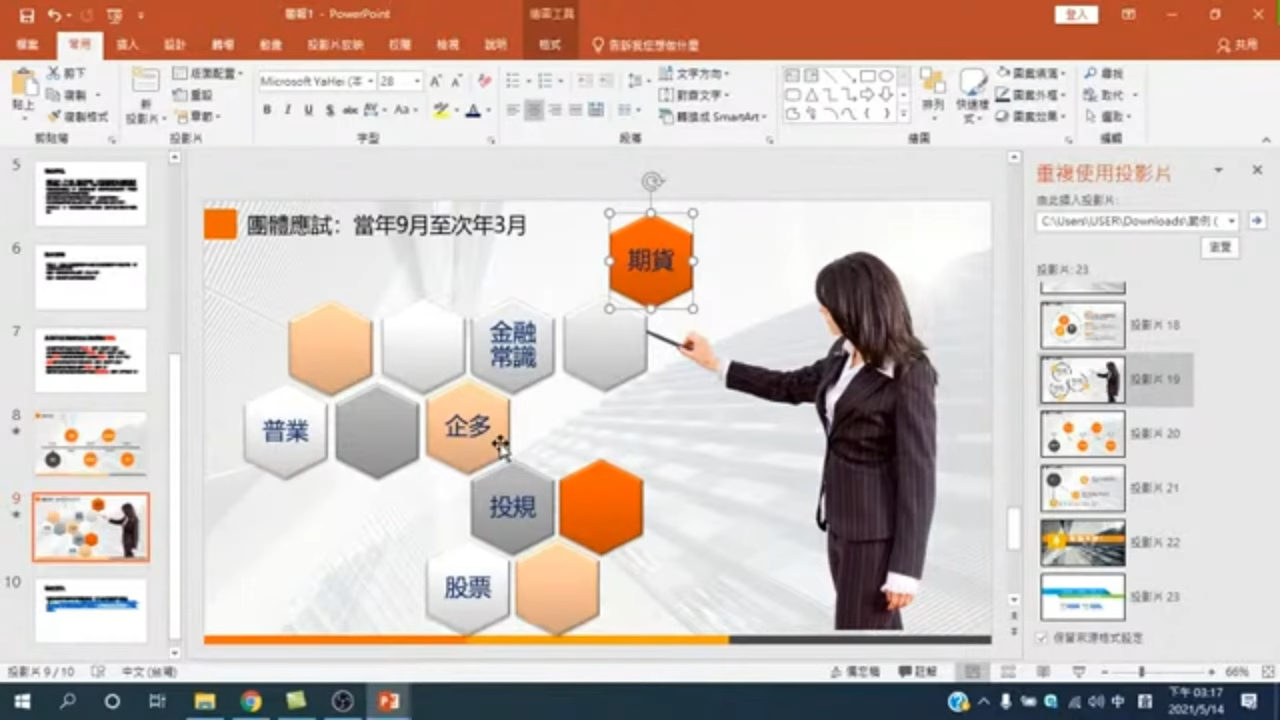 簡報1 - PowerPoint
繪圖工具
登入
檔案
常用
插入
設計
轉場
動畫
投影片放映
校閱
檢視
說明
格式
告訴我您想做什麼
共用
貼上
剪下
複製
複製格式
剪貼簿
新
投影片
版面配置
重設
章節
投影片
Microsoft YaHei (本
28
B I U S abc AV Aa A
字型
文字方向
對齊文字
轉換成 SmartArt
段落
排列
快速樣
式
圖案填滿
圖案外框
圖案效果
繪圖
尋找
取代
選取
編輯
5
6
7
8
9
10
團體應試：當年9月至次年3月
期貨
金融
常識
普業
企多
投規
股票
重複使用投影片
由此插入投影片:
C:\Users\USER\Downloads\範例 (
瀏覽
投影片: 23
投影片 18
投影片 19
投影片 20
投影片 21
投影片 22
投影片 23
保留來源格式設定
投影片 9 / 10
中文 (台灣)
備忘稿
註解
66%
中
下午 03:17
2021/5/14